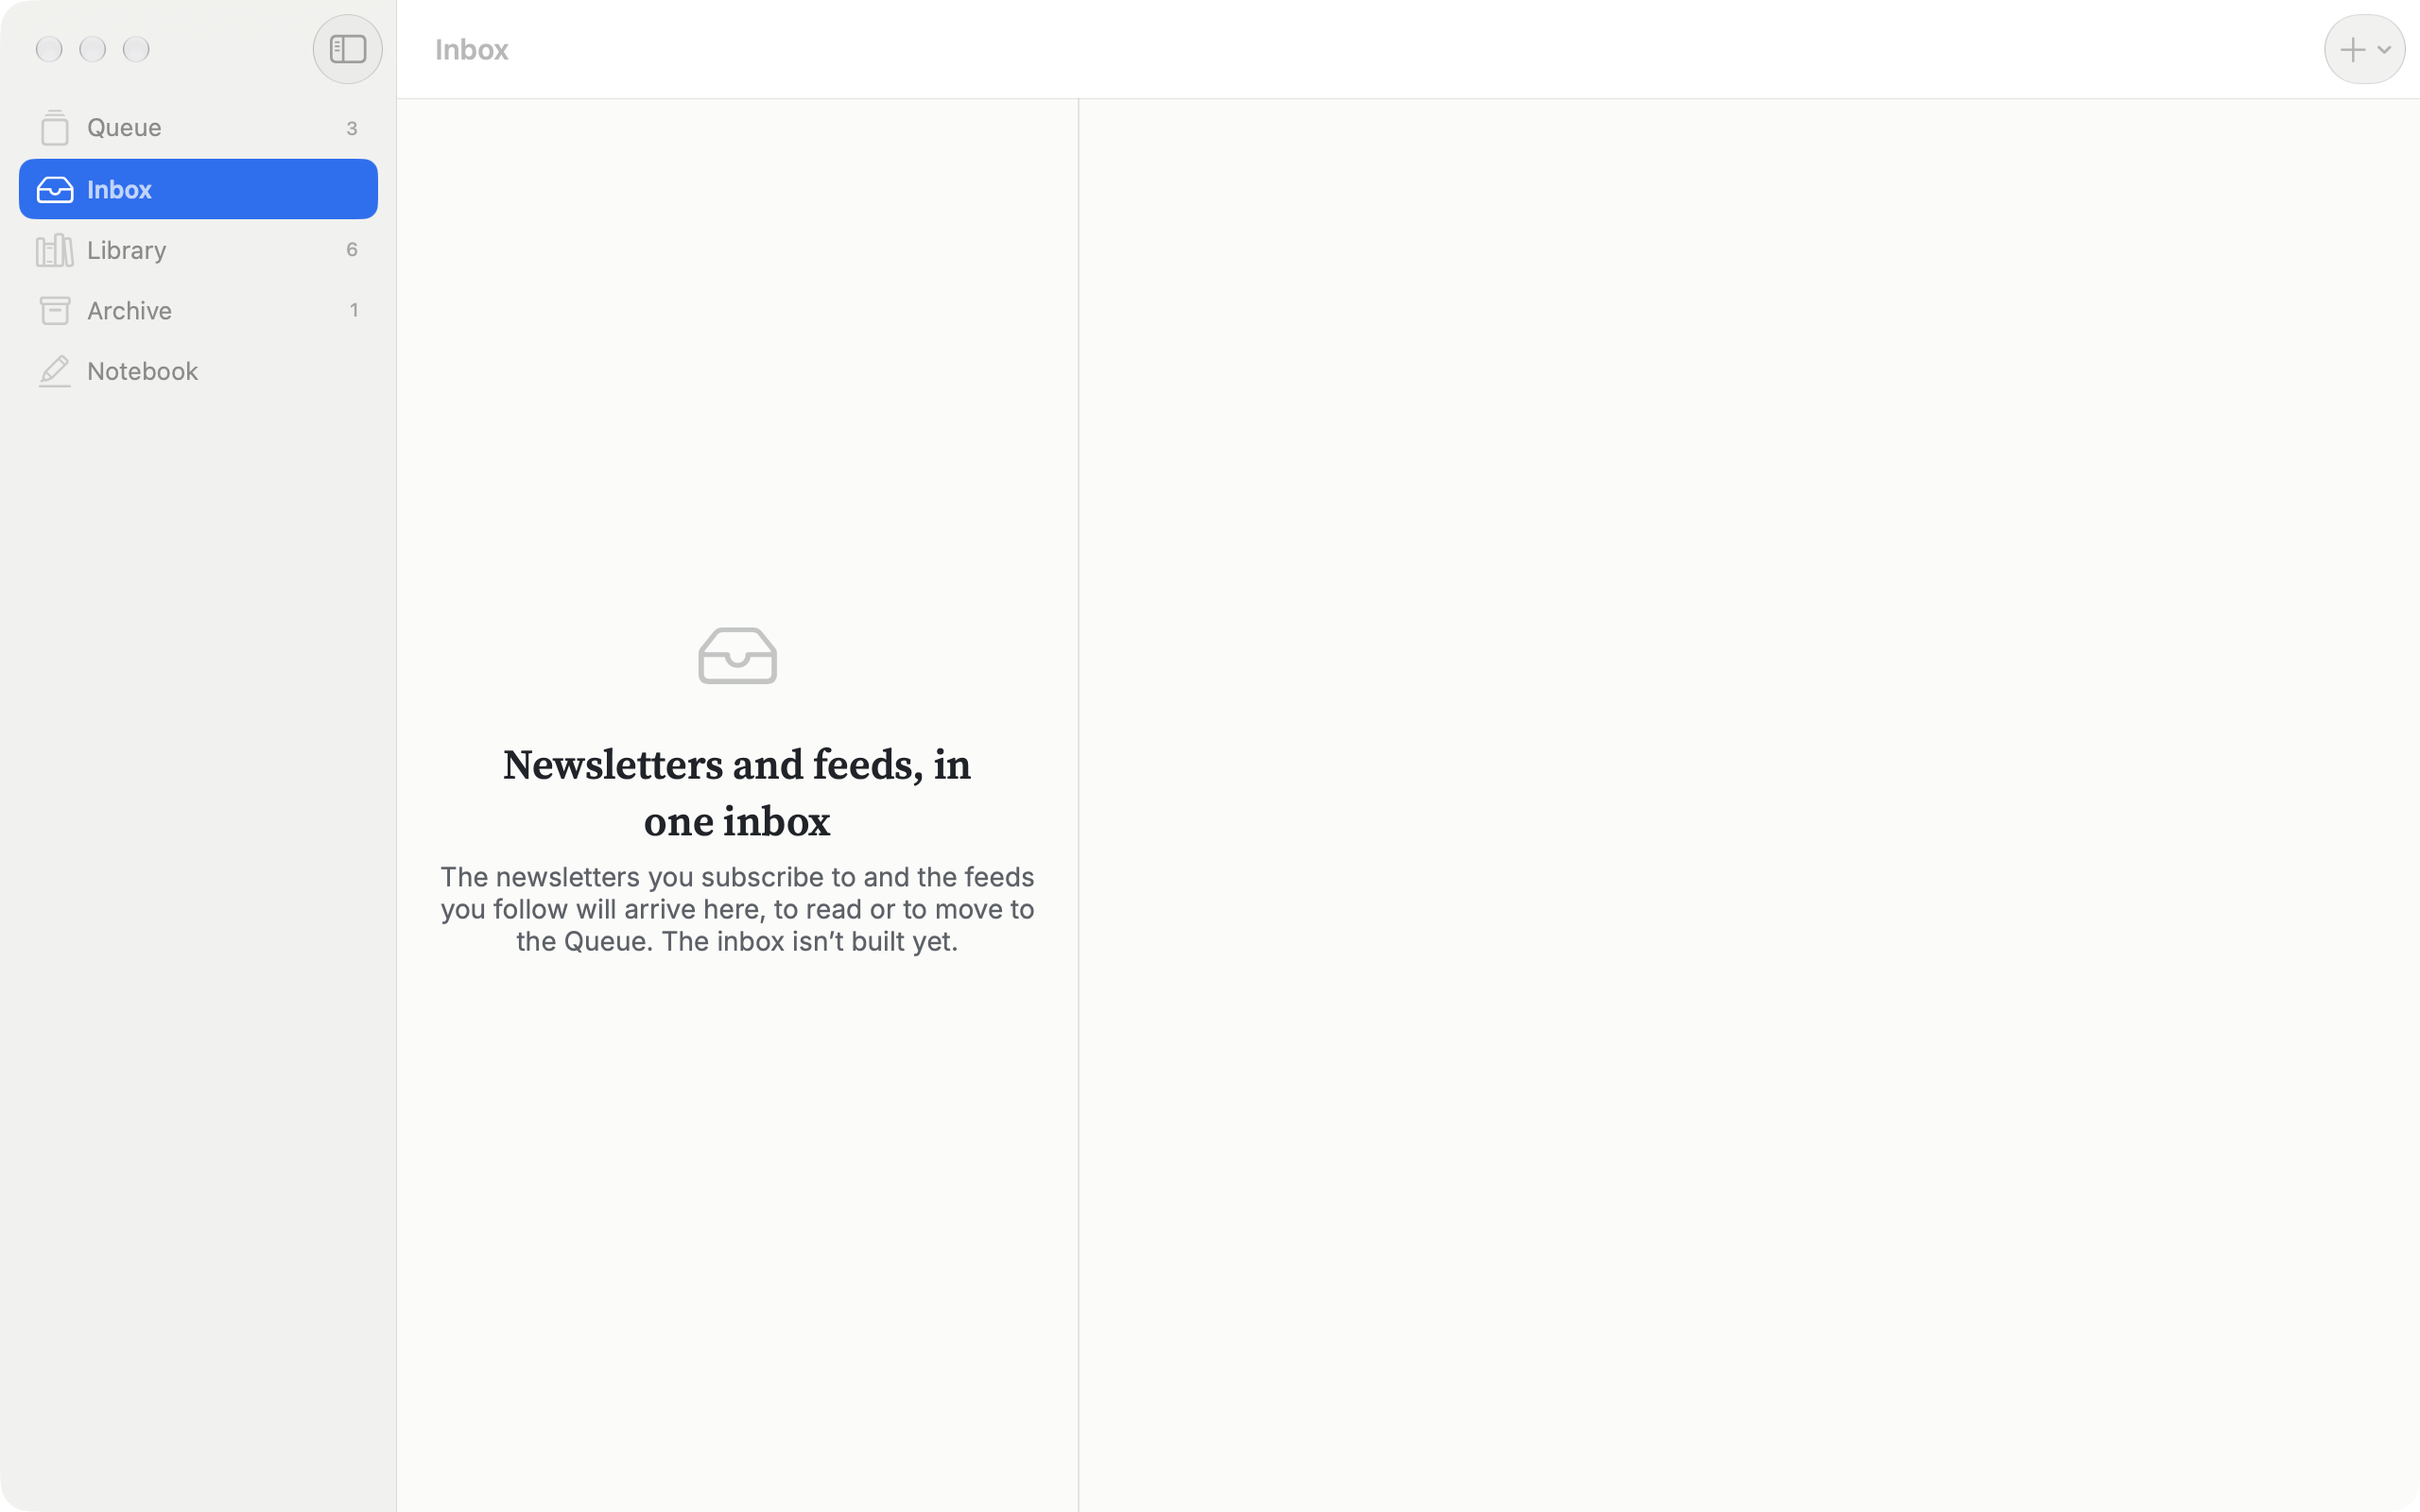 Inbox
Queue 3
Inbox
Library 6
Archive 1
Notebook
Newsletters and feeds, in
one inbox
The newsletters you subscribe to and the feeds
you follow will arrive here, to read or to move to
the Queue. The inbox isn’t built yet.